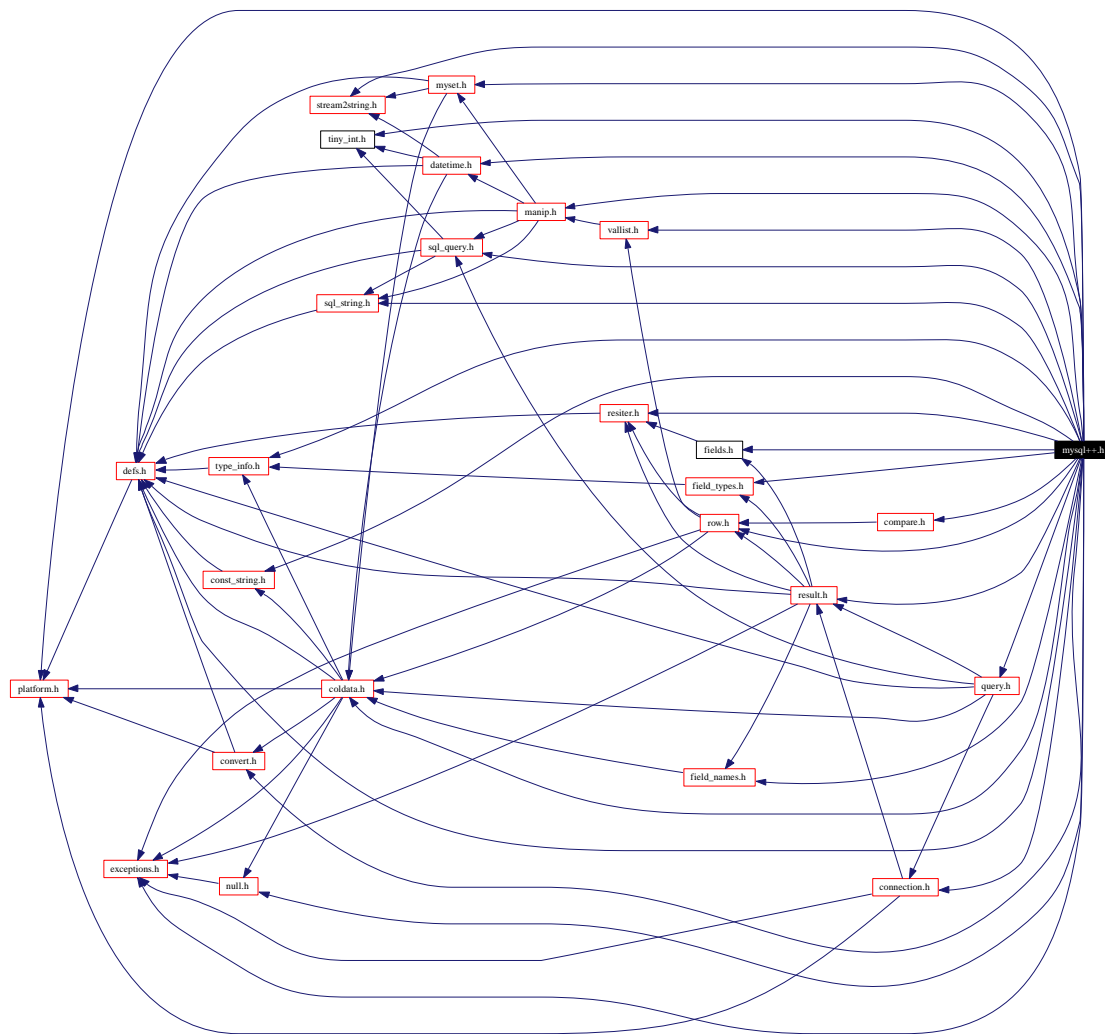 myset.h
stream2string.h
tiny_int.h
datetime.h
manip.h
vallist.h
sql_query.h
sql_string.h
resiter.h
fields.h
mysql++.h
defs.h
type_info.h
field_types.h
row.h
compare.h
const_string.h
result.h
platform.h
coldata.h
query.h
convert.h
field_names.h
exceptions.h
null.h
connection.h